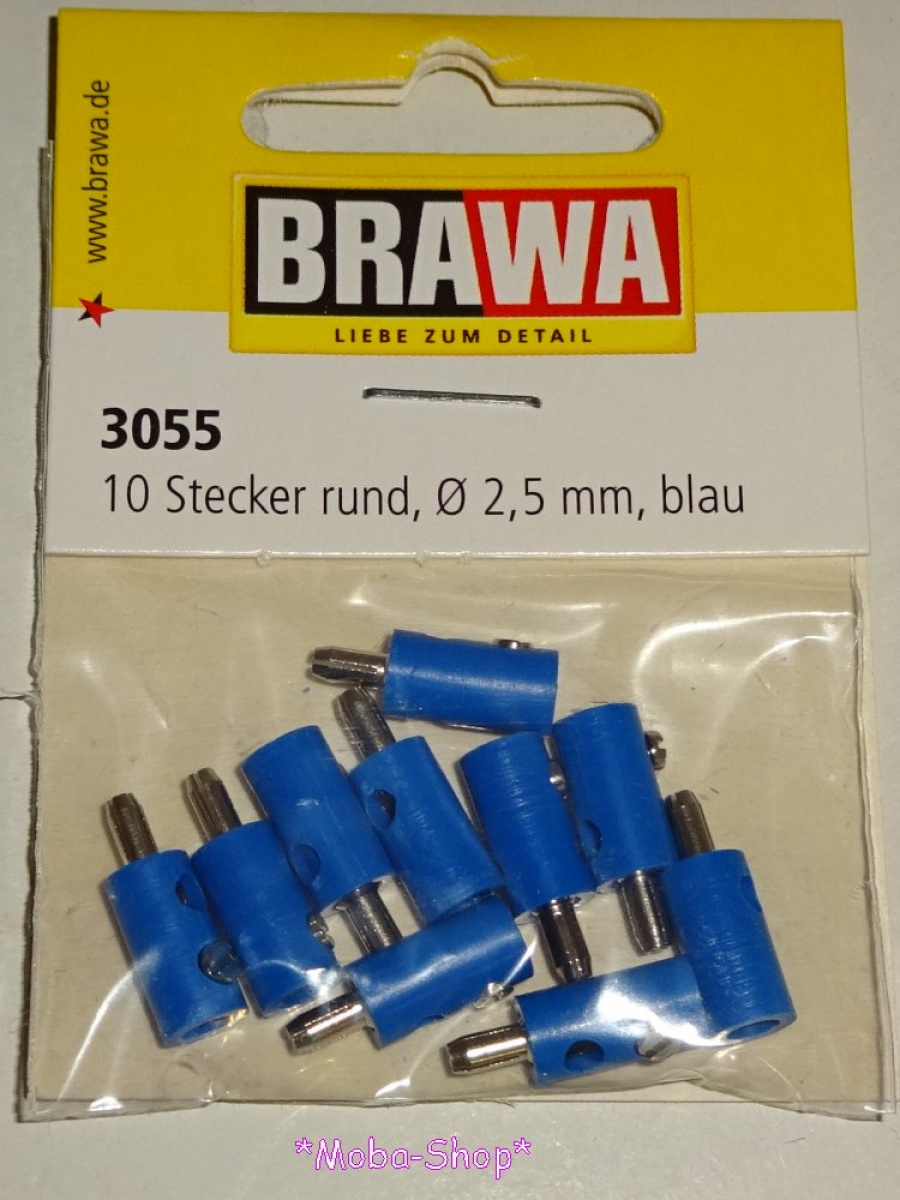 www.brawa.de
BRAWA
LIEBE ZUM DETAIL
3055
10 Stecker rund, Ø 2,5 mm, blau
*Moba-Shop*